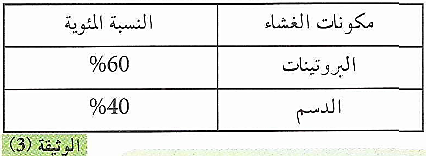 مكونات الغشاء النسبة المئوية
البروتينات %60
الدسم %40
الوثيقة (3)